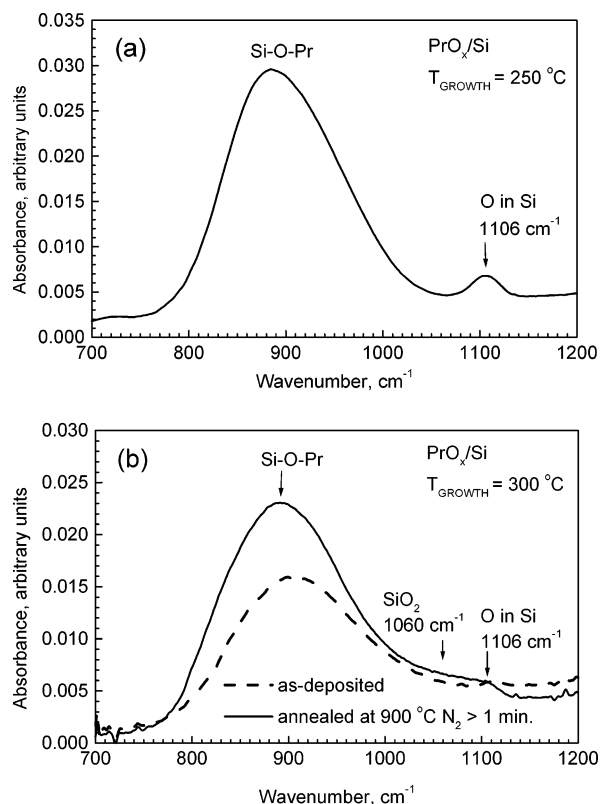 (a)
Si-O-Pr
PrOₓ/Si
T_GROWTH = 250 °C
O in Si
1106 cm⁻¹
Absorbance, arbitrary units
0.035
0.030
0.025
0.020
0.015
0.010
0.005
0.000
700 800 900 1000 1100 1200
Wavenumber, cm⁻¹
(b)
Si-O-Pr
PrOₓ/Si
T_GROWTH = 300 °C
SiO₂
1060 cm⁻¹
O in Si
1106 cm⁻¹
as-deposited
annealed at 900 °C N₂ > 1 min.
Absorbance, arbitrary units
0.030
0.025
0.020
0.015
0.010
0.005
0.000
700 800 900 1000 1100 1200
Wavenumber, cm⁻¹